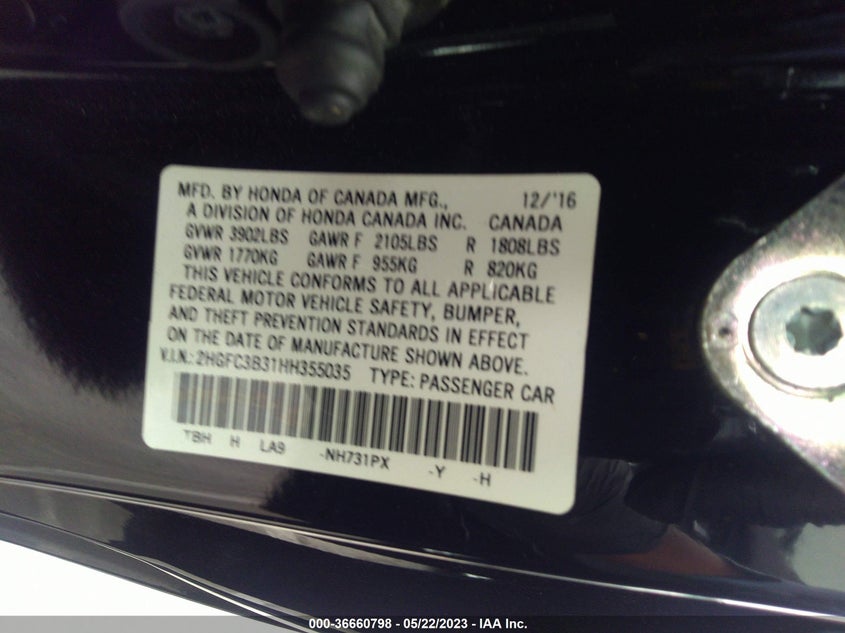 MFD. BY HONDA OF CANADA MFG., 12/'16
A DIVISION OF HONDA CANADA INC. CANADA
GVWR 3902LBS GAWR F 2105LBS R 1808LBS
GVWR 1770KG GAWR F 955KG R 820KG
THIS VEHICLE CONFORMS TO ALL APPLICABLE
FEDERAL MOTOR VEHICLE SAFETY, BUMPER,
AND THEFT PREVENTION STANDARDS IN EFFECT
ON THE DATE OF MANUFACTURE SHOWN ABOVE.
V.I.N.: 2HGFC3B31HH355035 TYPE: PASSENGER CAR
TBH H LA9 -NH731PX -Y -H
000-36660798 - 05/22/2023 - IAA Inc.